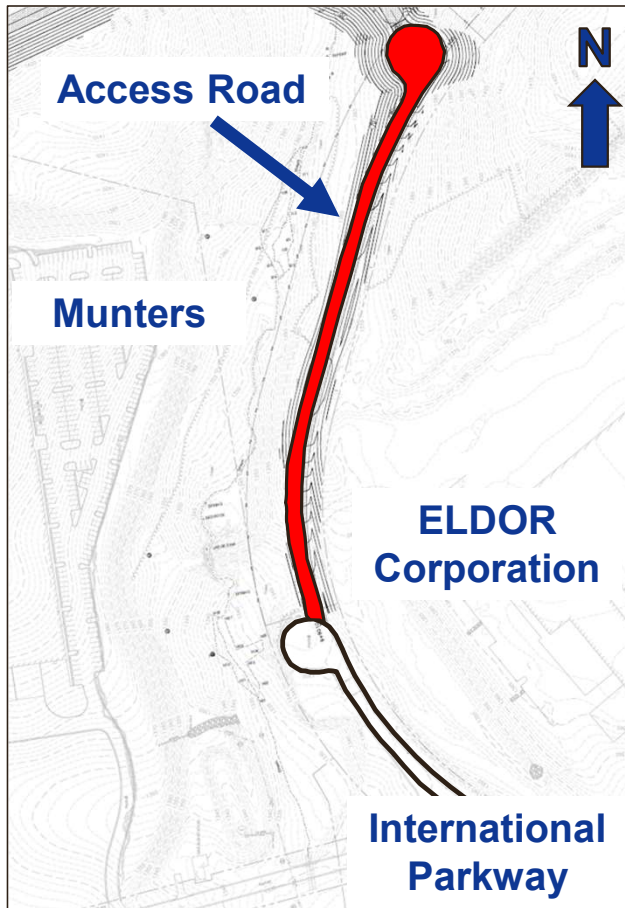 N
Access Road
Munters
ELDOR
Corporation
International
Parkway